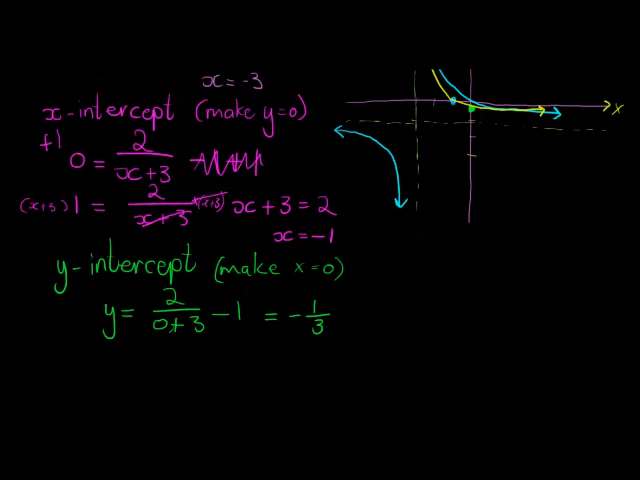 x = -3
x-intercept (make y=0)
+1
0 = 2/(x+3)
(x+3) 1 = 2/(x+3) ×(x+3) x+3 = 2
x = -1
y-intercept (make x=0)
y = 2/(0+3) - 1 = -1/3
x